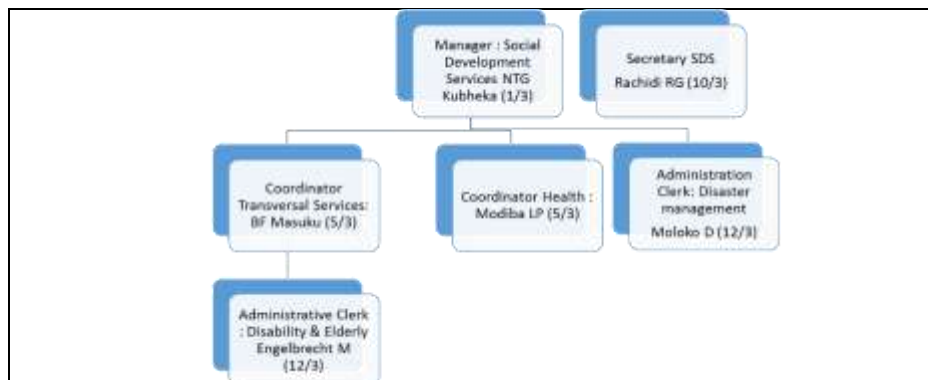 Manager : Social
Development
Services NTG
Kubheka (1/3)
Secretary SDS
Rachidi RG (10/3)
Coordinator
Transversal Services:
BF Masuku (5/3)
Coordinator Health :
Modiba LP (5/3)
Administration
Clerk: Disaster
management
Moloko D (12/3)
Administrative Clerk
: Disability & Elderly
Engelbrecht M
(12/3)